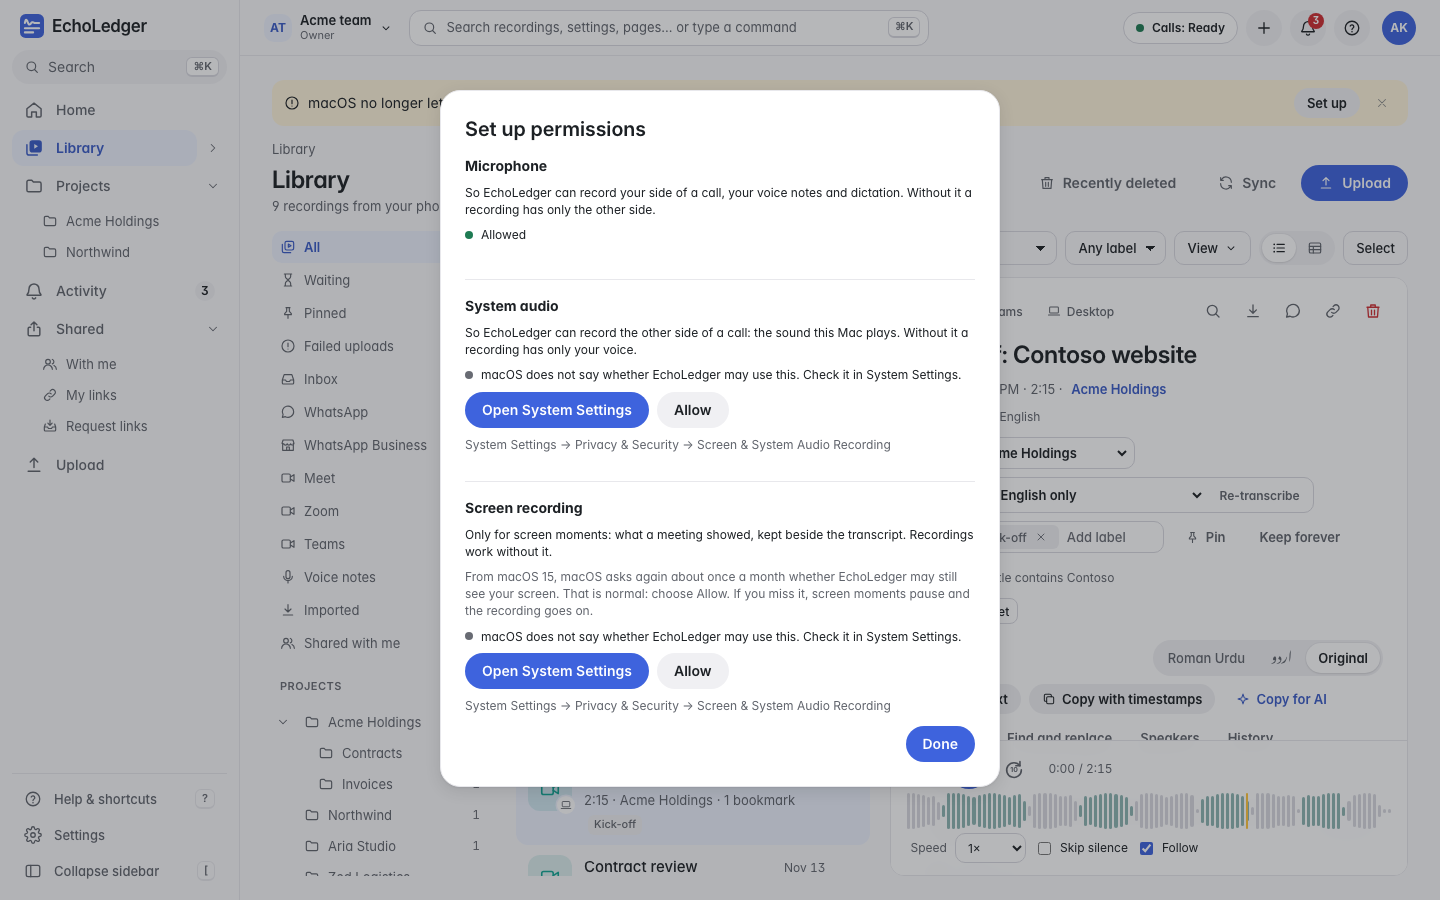 EchoLedger
Search ⌘K
Home
Library
Projects
Acme Holdings
Northwind
Activity 3
Shared
With me
My links
Request links
Upload
Help & shortcuts ?
Settings
Collapse sidebar [
AT Acme team
Owner
Search recordings, settings, pages... or type a command ⌘K
Calls: Ready
3
AK
macOS no longer let
Set up
Library
Library
9 recordings from your pho
Recently deleted Sync Upload
All
Waiting
Pinned
Failed uploads
Inbox
WhatsApp
WhatsApp Business
Meet
Zoom
Teams
Voice notes
Imported
Shared with me
PROJECTS
Acme Holdings
Contracts
Invoices
Northwind 1
Aria Studio 1
Set up permissions
Microphone
So EchoLedger can record your side of a call, your voice notes and dictation. Without it a
recording has only the other side.
Allowed
System audio
So EchoLedger can record the other side of a call: the sound this Mac plays. Without it a
recording has only your voice.
macOS does not say whether EchoLedger may use this. Check it in System Settings.
Open System Settings Allow
System Settings → Privacy & Security → Screen & System Audio Recording
Screen recording
Only for screen moments: what a meeting showed, kept beside the transcript. Recordings
work without it.
From macOS 15, macOS asks again about once a month whether EchoLedger may still
see your screen. That is normal: choose Allow. If you miss it, screen moments pause and
the recording goes on.
macOS does not say whether EchoLedger may use this. Check it in System Settings.
Open System Settings Allow
System Settings → Privacy & Security → Screen & System Audio Recording
Done
2:15 · Acme Holdings · 1 bookmark
Kick-off
Contract review Nov 13
Any label View Select
ams Desktop
f: Contoso website
PM · 2:15 · Acme Holdings
English
me Holdings
English only Re-transcribe
k-off Add label Pin Keep forever
tle contains Contoso
et
Roman Urdu اردو Original
xt Copy with timestamps Copy for AI
Find and replace Speakers History
10 0:00 / 2:15
Speed 1× Skip silence Follow